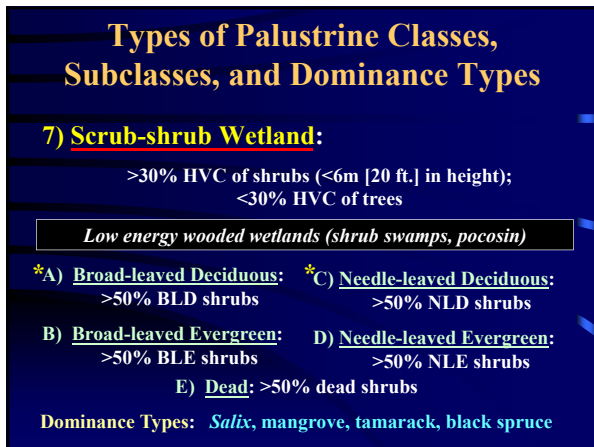 Types of Palustrine Classes,
Subclasses, and Dominance Types
7) Scrub-shrub Wetland:
>30% HVC of shrubs (<6m [20 ft.] in height);
<30% HVC of trees
Low energy wooded wetlands (shrub swamps, pocosin)
*A) Broad-leaved Deciduous:
>50% BLD shrubs
B) Broad-leaved Evergreen:
>50% BLE shrubs
*C) Needle-leaved Deciduous:
>50% NLD shrubs
D) Needle-leaved Evergreen:
>50% NLE shrubs
E) Dead: >50% dead shrubs
Dominance Types: Salix, mangrove, tamarack, black spruce